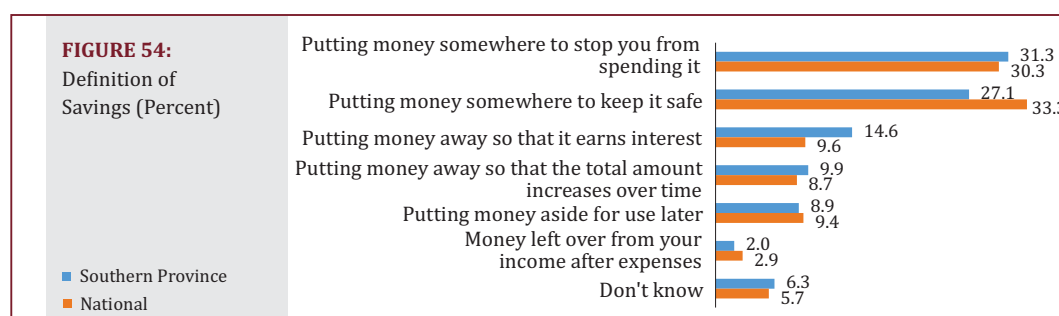 FIGURE 54:
Definition of
Savings (Percent)
Southern Province
National
Putting money somewhere to stop you from
spending it
31.3
30.3
Putting money somewhere to keep it safe
27.1
33.3
Putting money away so that it earns interest
14.6
9.6
Putting money away so that the total amount
increases over time
9.9
8.7
Putting money aside for use later
8.9
9.4
Money left over from your
income after expenses
2.0
2.9
Don't know
6.3
5.7